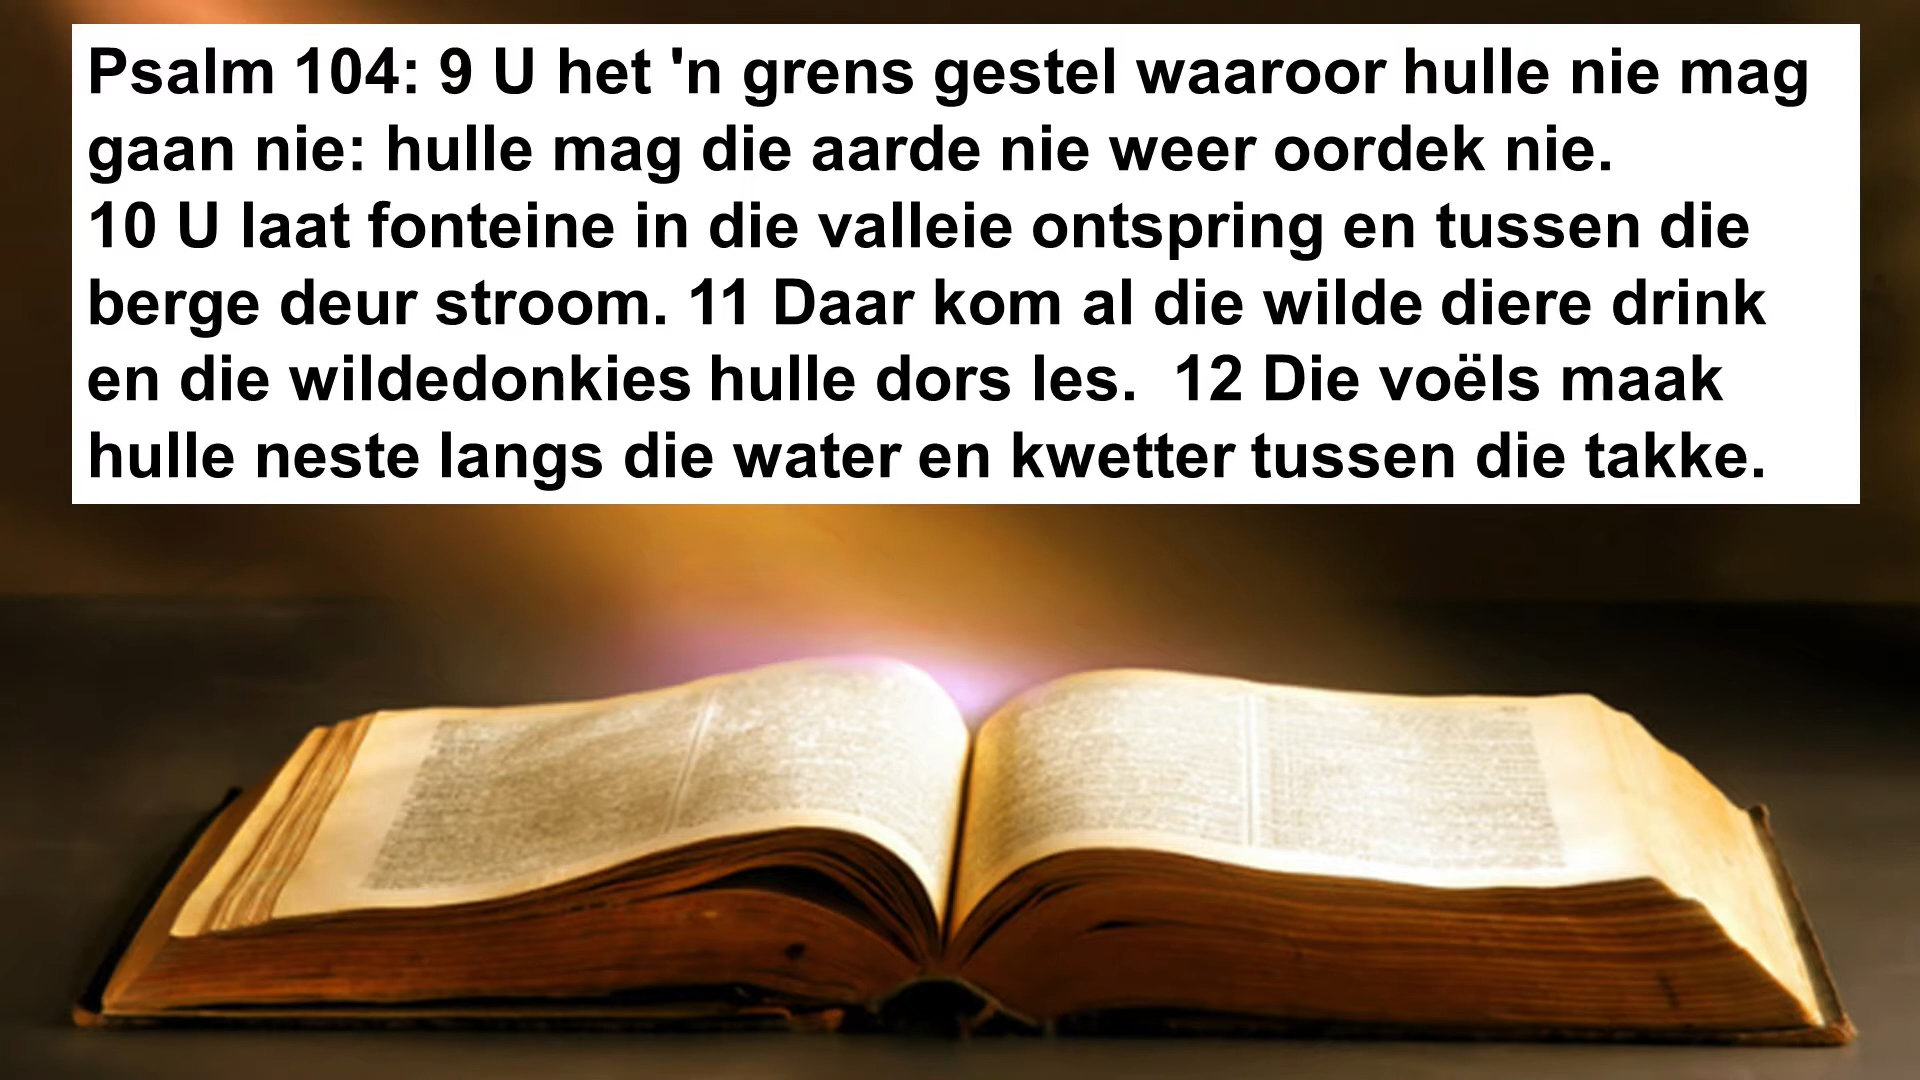 Psalm 104: 9 U het 'n grens gestel waaroor hulle nie mag
gaan nie: hulle mag die aarde nie weer oordek nie.
10 U laat fonteine in die valleie ontspring en tussen die
berge deur stroom. 11 Daar kom al die wilde diere drink
en die wildedonkies hulle dors les.  12 Die voëls maak
hulle neste langs die water en kwetter tussen die takke.